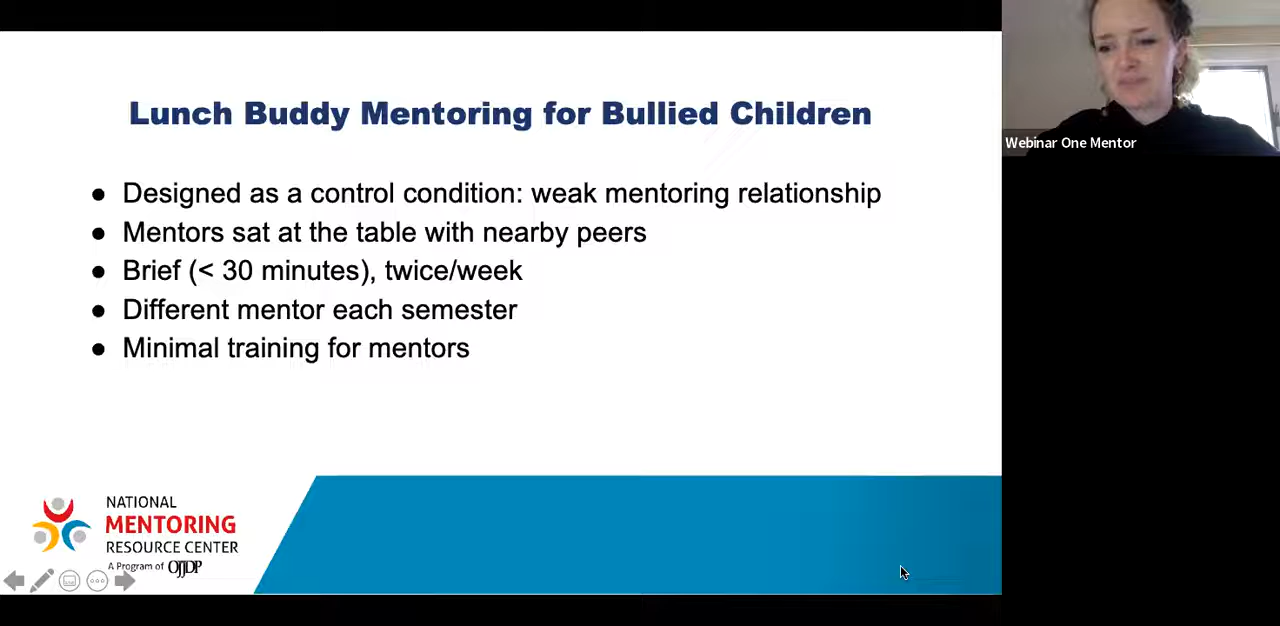 Lunch Buddy Mentoring for Bullied Children
● Designed as a control condition: weak mentoring relationship
● Mentors sat at the table with nearby peers
● Brief (< 30 minutes), twice/week
● Different mentor each semester
● Minimal training for mentors
NATIONAL
MENTORING
RESOURCE CENTER
A Program of OJJDP
Webinar One Mentor